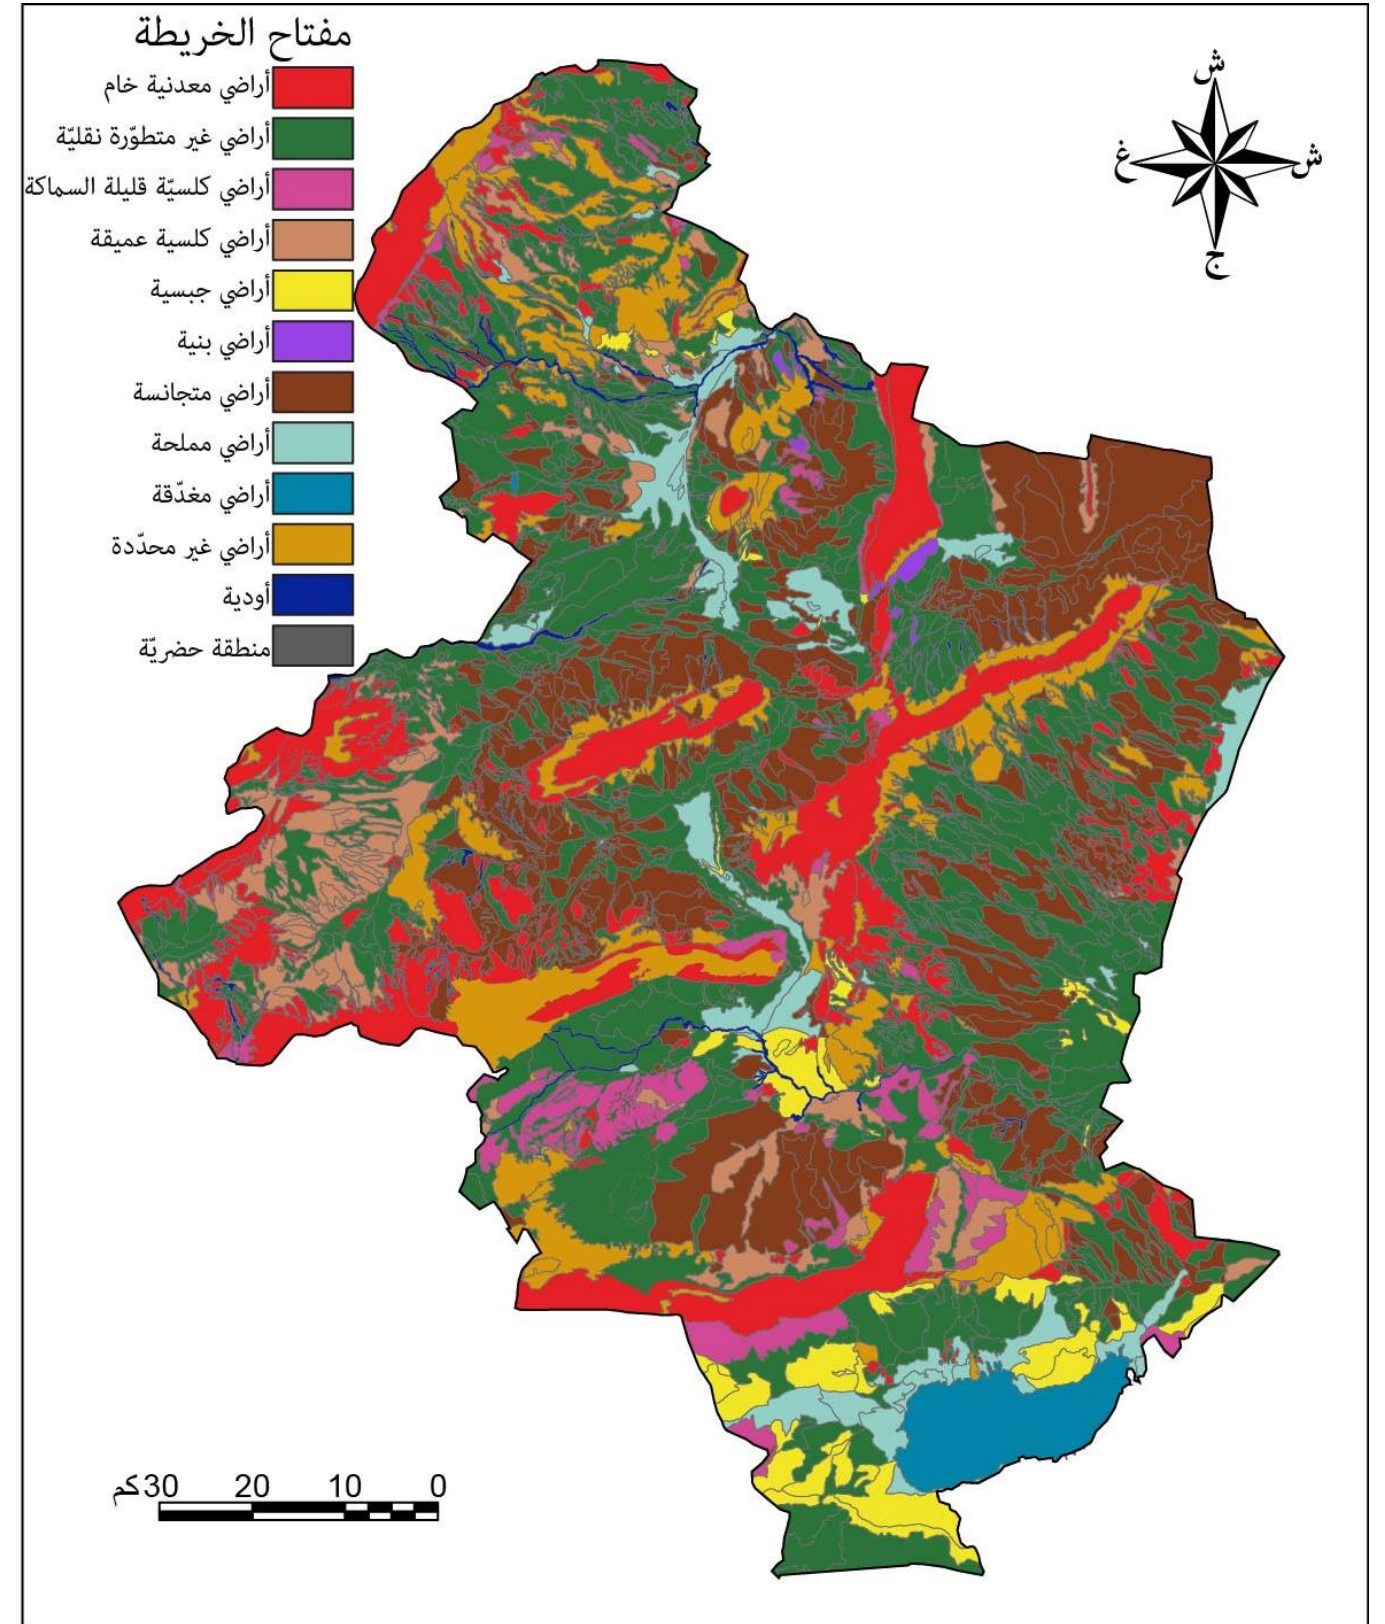 مفتاح الخريطة
أراضي معدنية خام
أراضي غير متطوّرة نقليّة
أراضي كلسيّة قليلة السماكة
أراضي كلسية عميقة
أراضي جبسية
أراضي بنية
أراضي متجانسة
أراضي مملحة
أراضي مغدّقة
أراضي غير محدّدة
أودية
منطقة حضريّة
ش
غ
ش
ج
0 10 20 30 كم